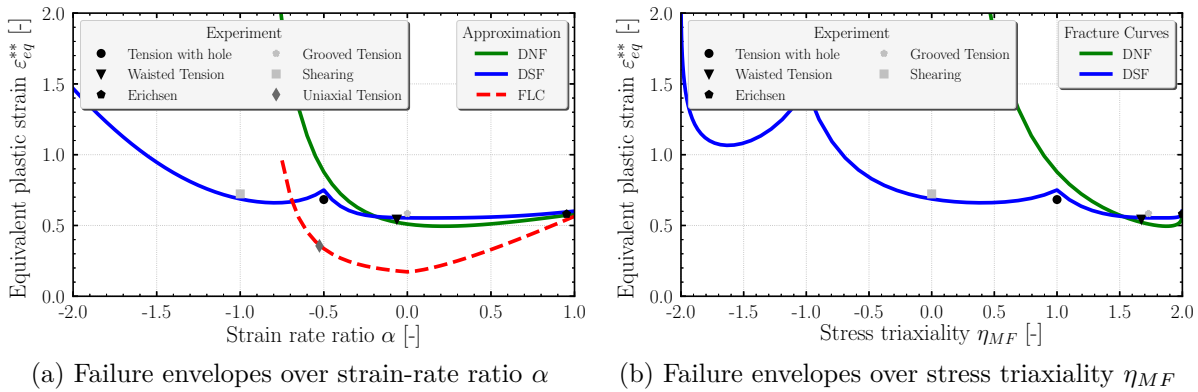 Equivalent plastic strain ε**eq [-]
2.0
1.5
1.0
0.5
0.0
Experiment
Tension with hole
Waisted Tension
Erichsen
Grooved Tension
Shearing
Uniaxial Tension
Approximation
DNF
DSF
FLC
-2.0 -1.5 -1.0 -0.5 0.0 0.5 1.0
Strain rate ratio α [-]
(a) Failure envelopes over strain-rate ratio α
Equivalent plastic strain ε**eq [-]
2.0
1.5
1.0
0.5
0.0
Experiment
Tension with hole
Waisted Tension
Erichsen
Grooved Tension
Shearing
Fracture Curves
DNF
DSF
-2.0 -1.5 -1.0 -0.5 0.0 0.5 1.0 1.5 2.0
Stress triaxiality ηMF [-]
(b) Failure envelopes over stress triaxiality ηMF